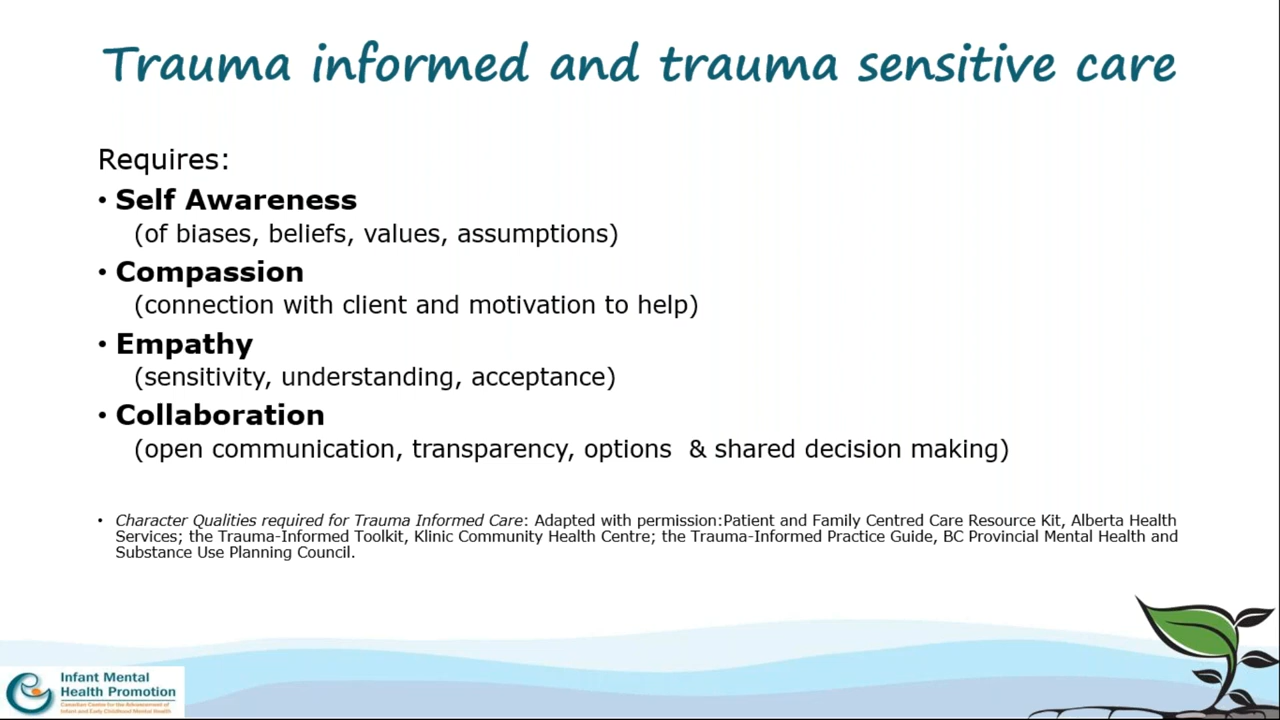 Trauma informed and trauma sensitive care
Requires:
• Self Awareness
(of biases, beliefs, values, assumptions)
• Compassion
(connection with client and motivation to help)
• Empathy
(sensitivity, understanding, acceptance)
• Collaboration
(open communication, transparency, options  & shared decision making)
• Character Qualities required for Trauma Informed Care: Adapted with permission:Patient and Family Centred Care Resource Kit, Alberta Health
Services; the Trauma-Informed Toolkit, Klinic Community Health Centre; the Trauma-Informed Practice Guide, BC Provincial Mental Health and
Substance Use Planning Council.
Infant Mental
Health Promotion
Canadian Centre for the Advancement of
Infant and Early Childhood Mental Health